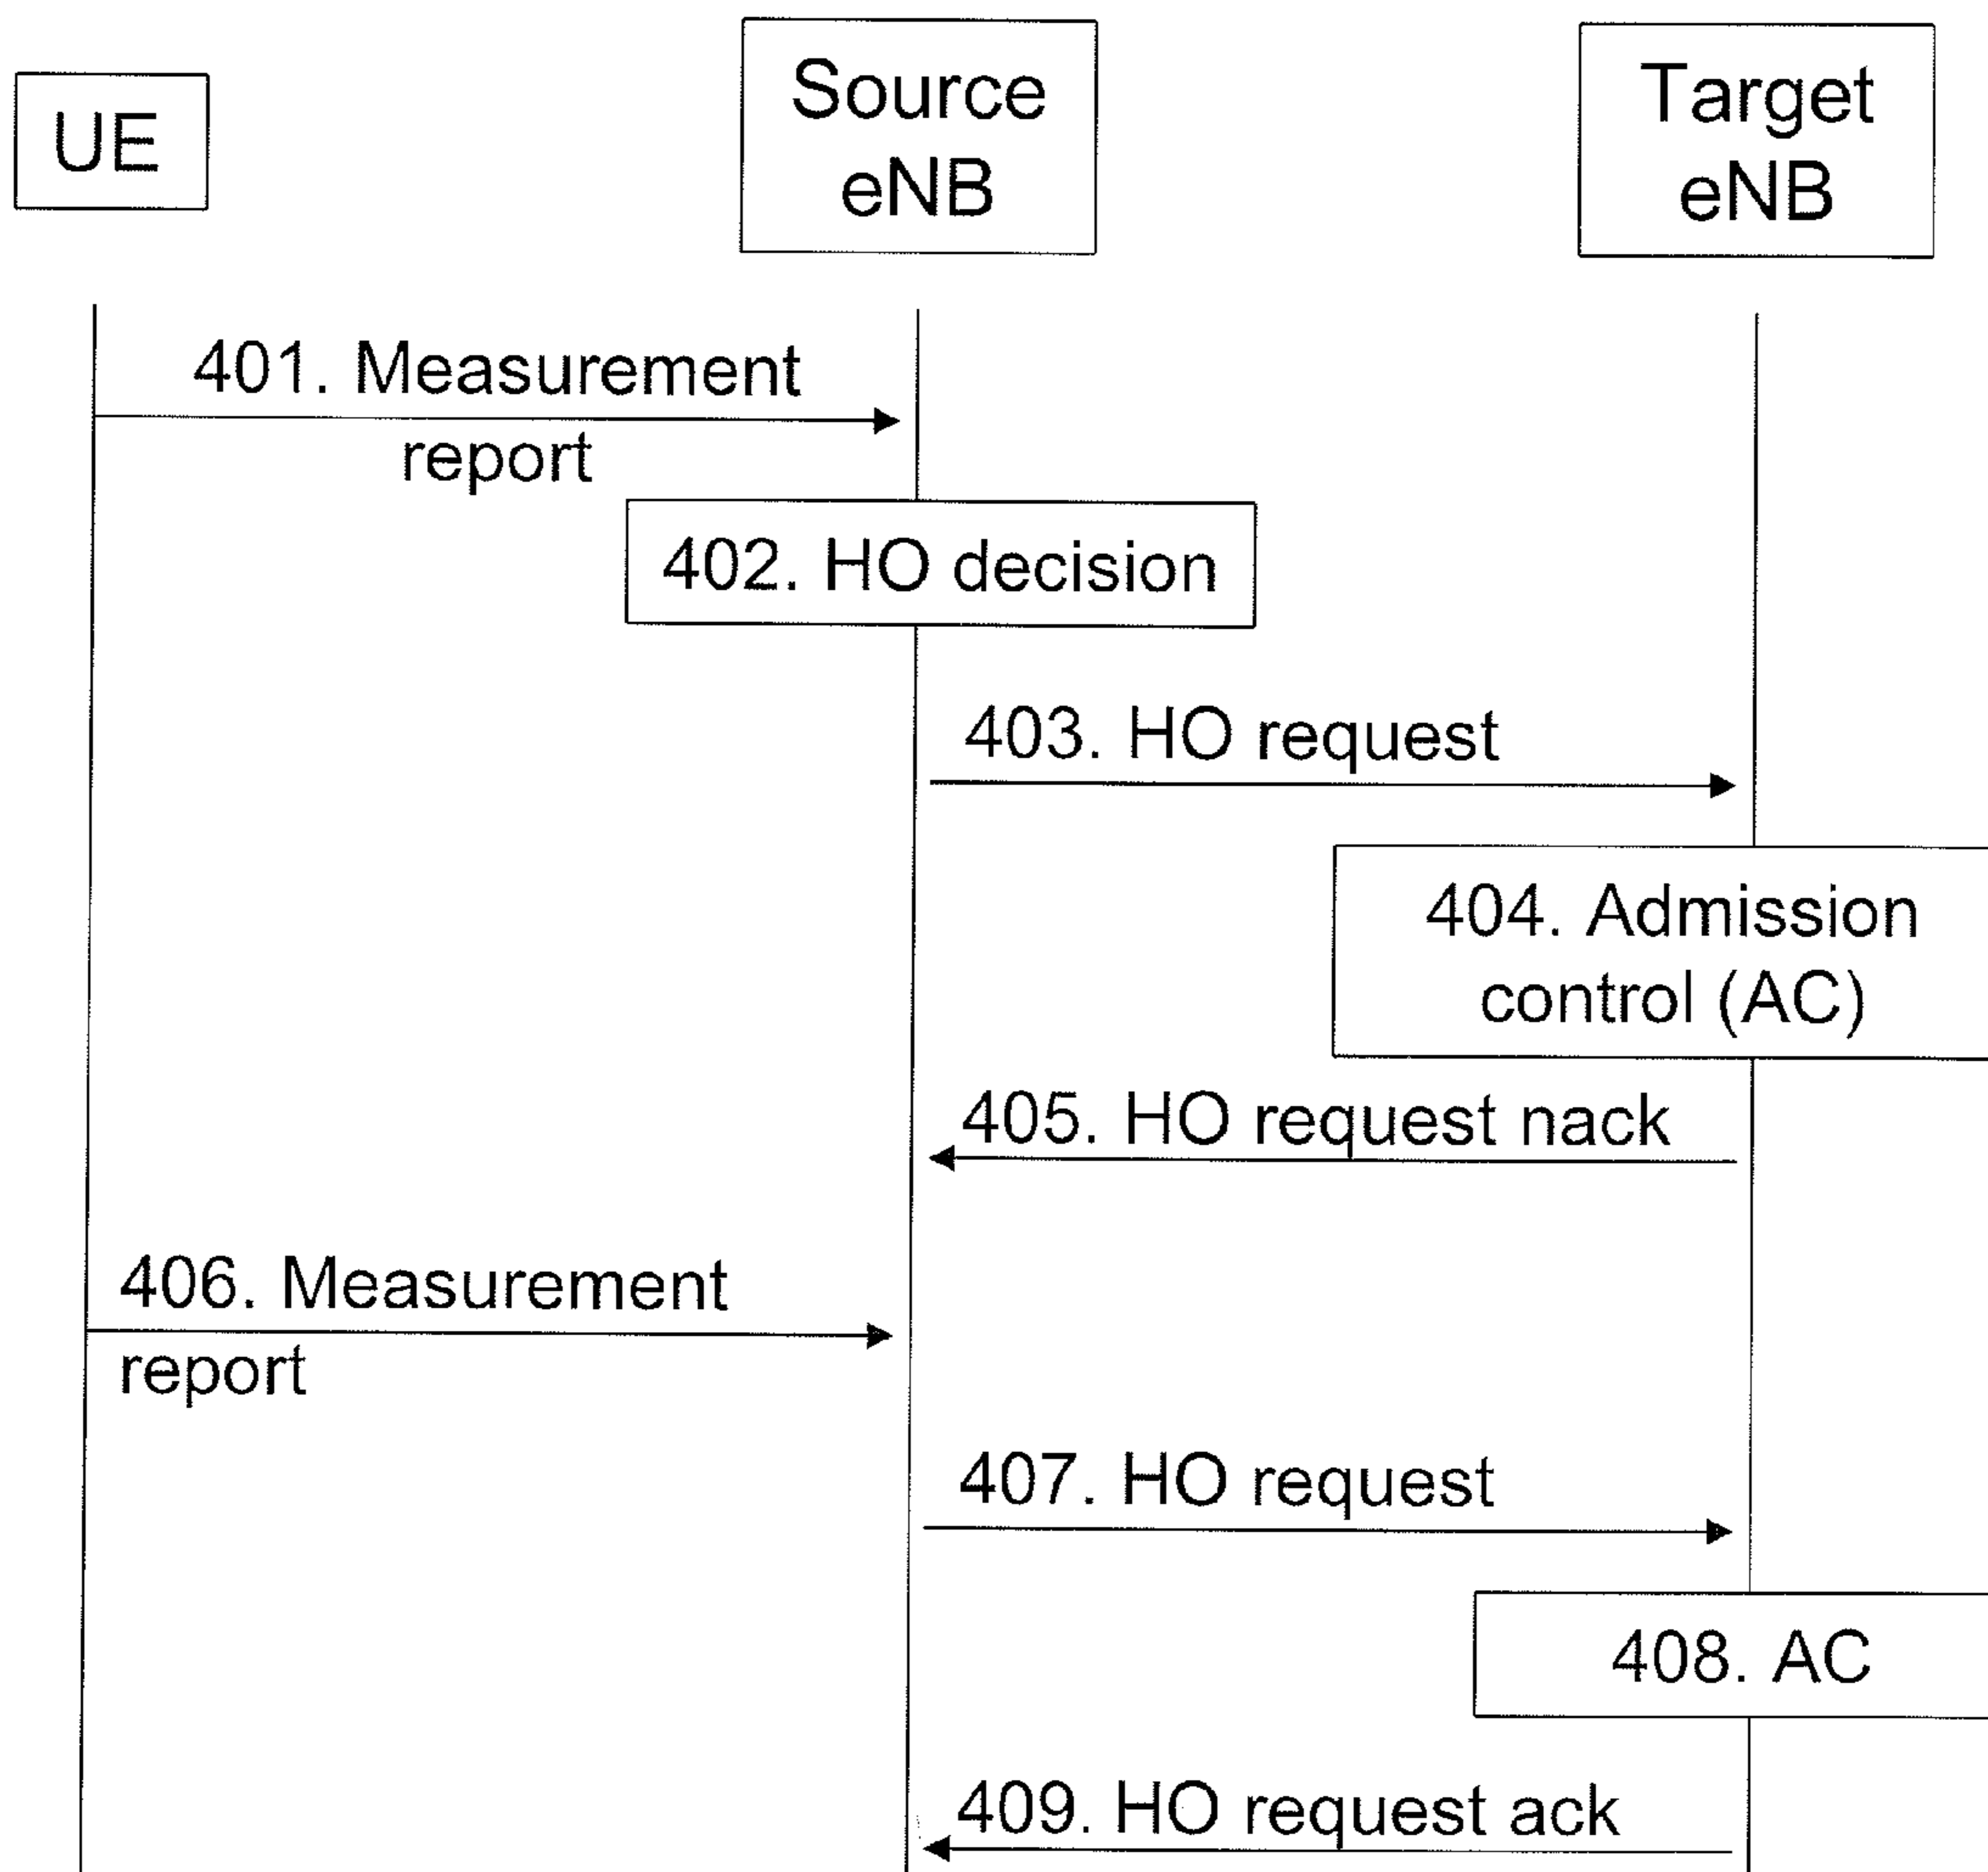 UE
Source
eNB
Target
eNB
401. Measurement
report
402. HO decision
403. HO request
404. Admission
control (AC)
405. HO request nack
406. Measurement
report
407. HO request
408. AC
409. HO request ack